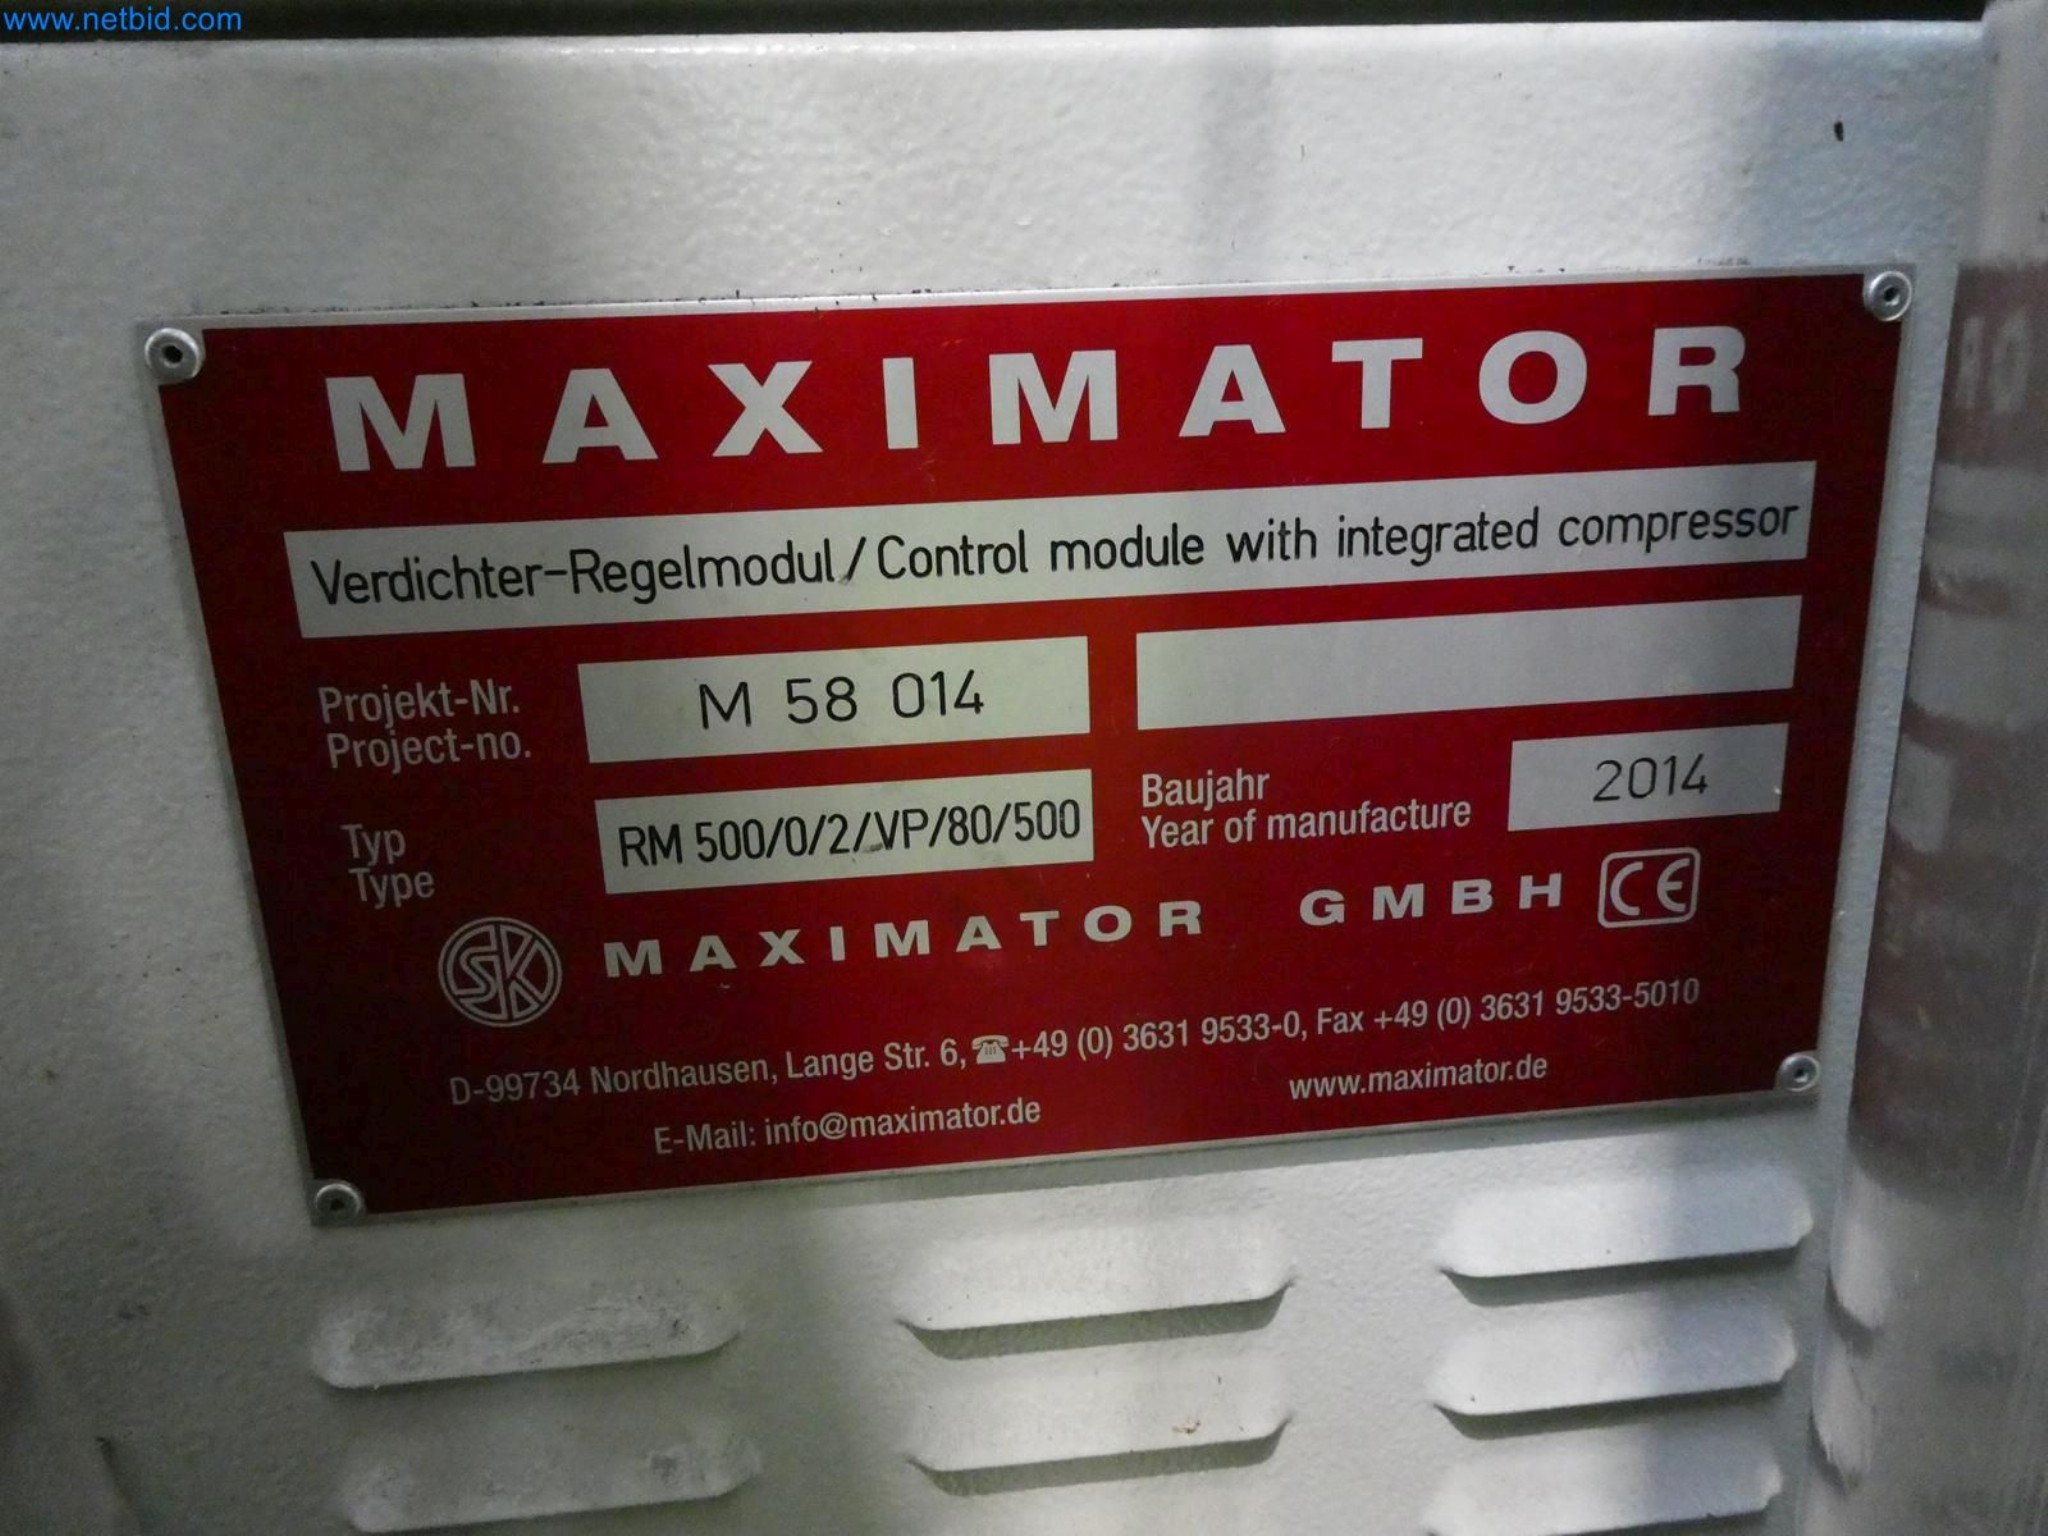 www.netbid.com
MAXIMATOR
Verdichter-Regelmodul/Control module with integrated compressor
Projekt-Nr.
Project-no.
M 58 014
Typ
Type
RM 500/0/2/VP/80/500
Baujahr
Year of manufacture
2014
SK MAXIMATOR GMBH CE
D-99734 Nordhausen, Lange Str. 6, ☎+49 (0) 3631 9533-0, Fax +49 (0) 3631 9533-5010
E-Mail: info@maximator.de www.maximator.de